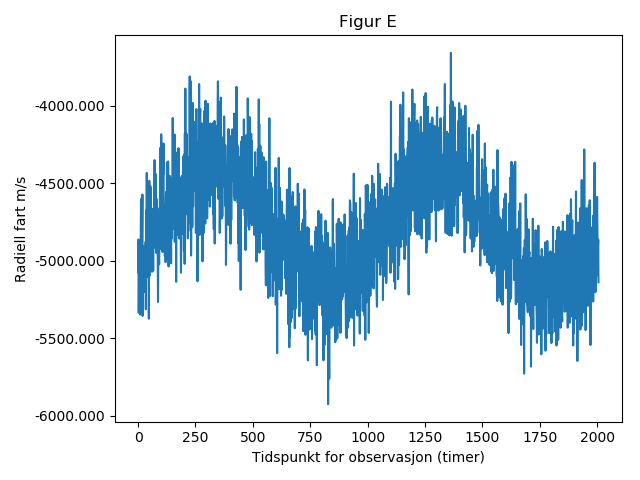 Figur E
Radiell fart m/s
-4000.000
-4500.000
-5000.000
-5500.000
-6000.000
0 250 500 750 1000 1250 1500 1750 2000
Tidspunkt for observasjon (timer)